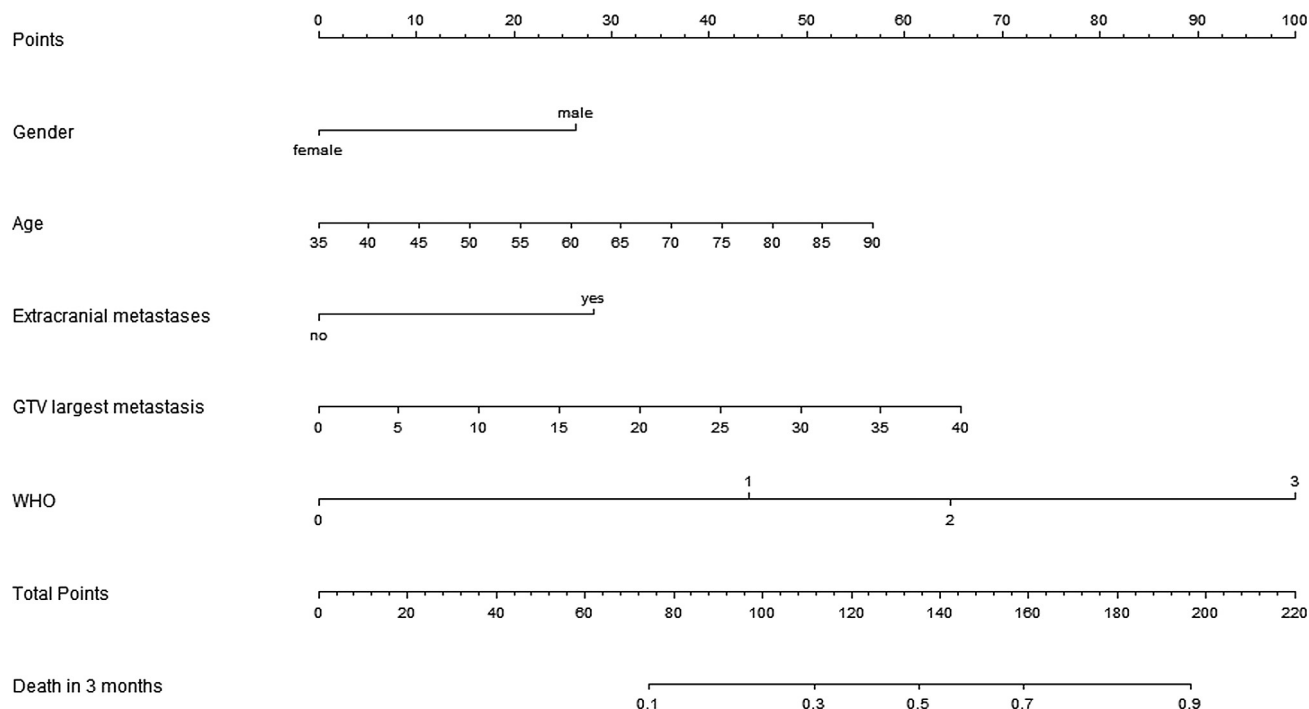 0 10 20 30 40 50 60 70 80 90 100
Points
male
Gender
female
Age
35 40 45 50 55 60 65 70 75 80 85 90
yes
Extracranial metastases
no
GTV largest metastasis
0 5 10 15 20 25 30 35 40
1 3
WHO
0 2
Total Points
0 20 40 60 80 100 120 140 160 180 200 220
Death in 3 months
0.1 0.3 0.5 0.7 0.9